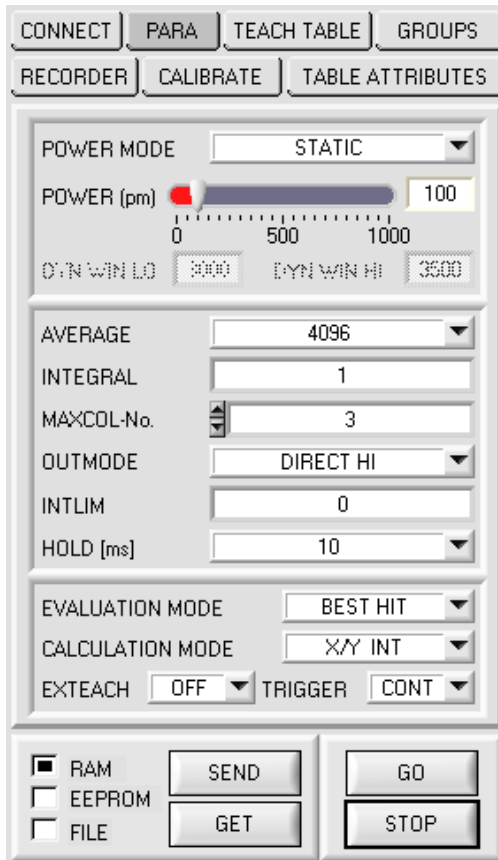 CONNECT PARA TEACH TABLE GROUPS
RECORDER CALIBRATE TABLE ATTRIBUTES
POWER MODE STATIC
POWER (pm) 100
0 500 1000
DYN WIN LO 3000 DYN WIN HI 3500
AVERAGE 4096
INTEGRAL 1
MAXCOL-No. 3
OUTMODE DIRECT HI
INTLIM 0
HOLD [ms] 10
EVALUATION MODE BEST HIT
CALCULATION MODE X/Y INT
EXTEACH OFF TRIGGER CONT
RAM SEND GO
EEPROM
FILE GET STOP